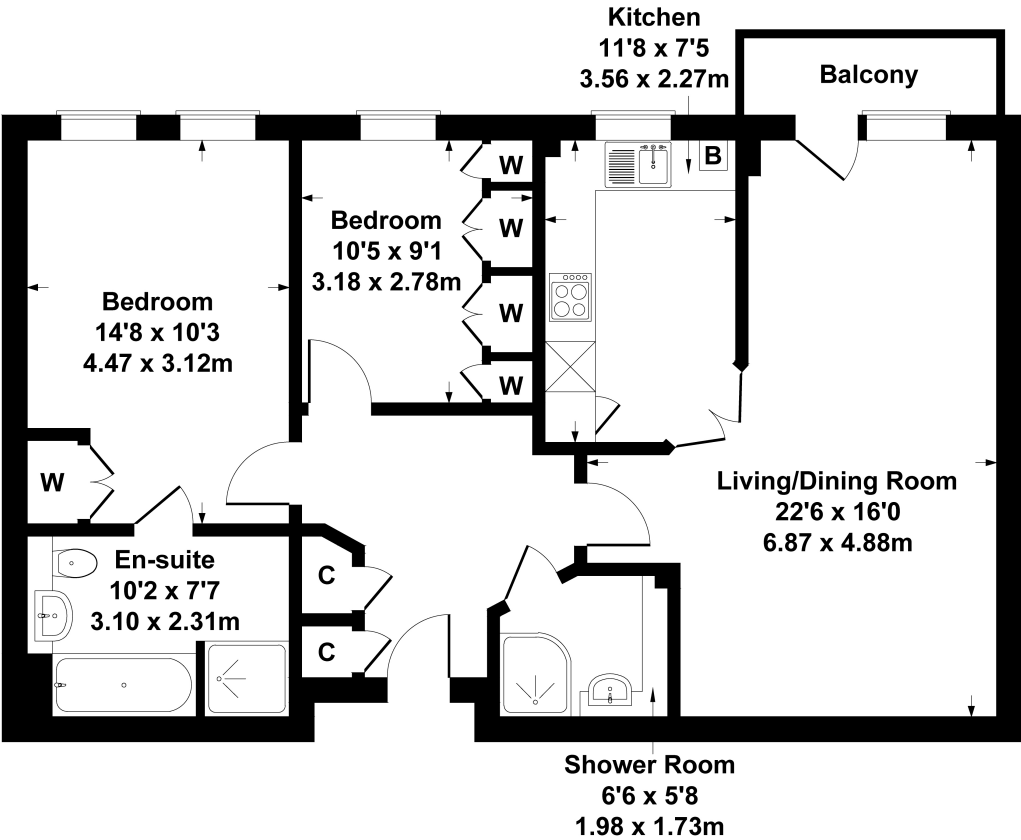 Kitchen
11'8 x 7'5
3.56 x 2.27m
Balcony
B
W
W
W
W
Bedroom
10'5 x 9'1
3.18 x 2.78m
Bedroom
14'8 x 10'3
4.47 x 3.12m
W
Living/Dining Room
22'6 x 16'0
6.87 x 4.88m
En-suite
10'2 x 7'7
3.10 x 2.31m
C
C
Shower Room
6'6 x 5'8
1.98 x 1.73m